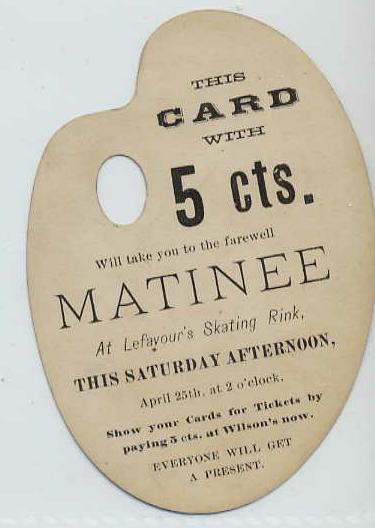 THIS
CARD
WITH
5 cts.
Will take you to the farewell
MATINEE
At Lefavour's Skating Rink,
THIS SATURDAY AFTERNOON,
April 25th, at 2 o'clock.
Show your Cards for Tickets by
paying 5 cts. at Wilson's now.
EVERYONE WILL GET
A PRESENT.